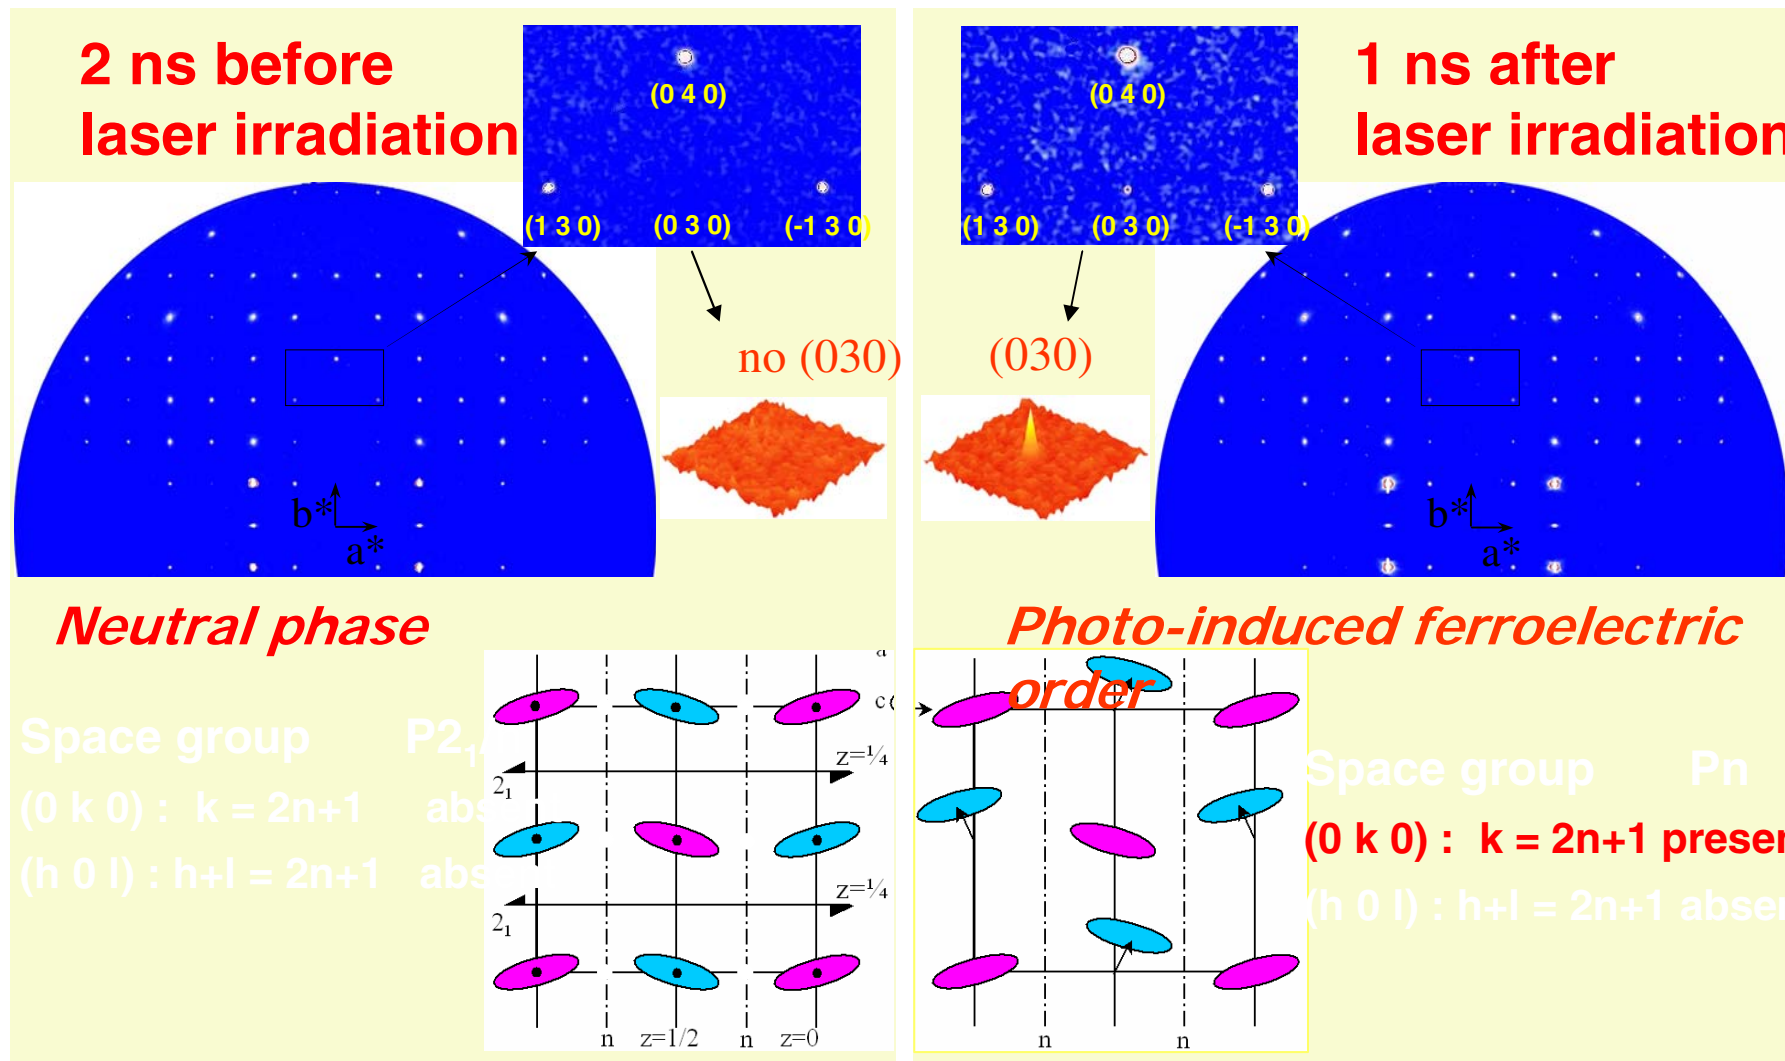 2 ns before
laser irradiation
(0 4 0)
(1 3 0) (0 3 0) (-1 3 0)
no (030)
b*
a*
Neutral phase
Space group P2₁
(0 k 0) : k = 2n+1
(h 0 l) : h+l = 2n+1
a
c
z=¼
2₁
z=¼
2₁
n z=1/2 n z=0
1 ns after
laser irradiation
(0 4 0)
(1 3 0) (0 3 0) (-1 3 0)
(030)
b*
a*
Photo-induced ferroelectric
order
Space group Pn
(0 k 0) : k = 2n+1 presen
(h 0 l) : h+l = 2n+1 absen
n n